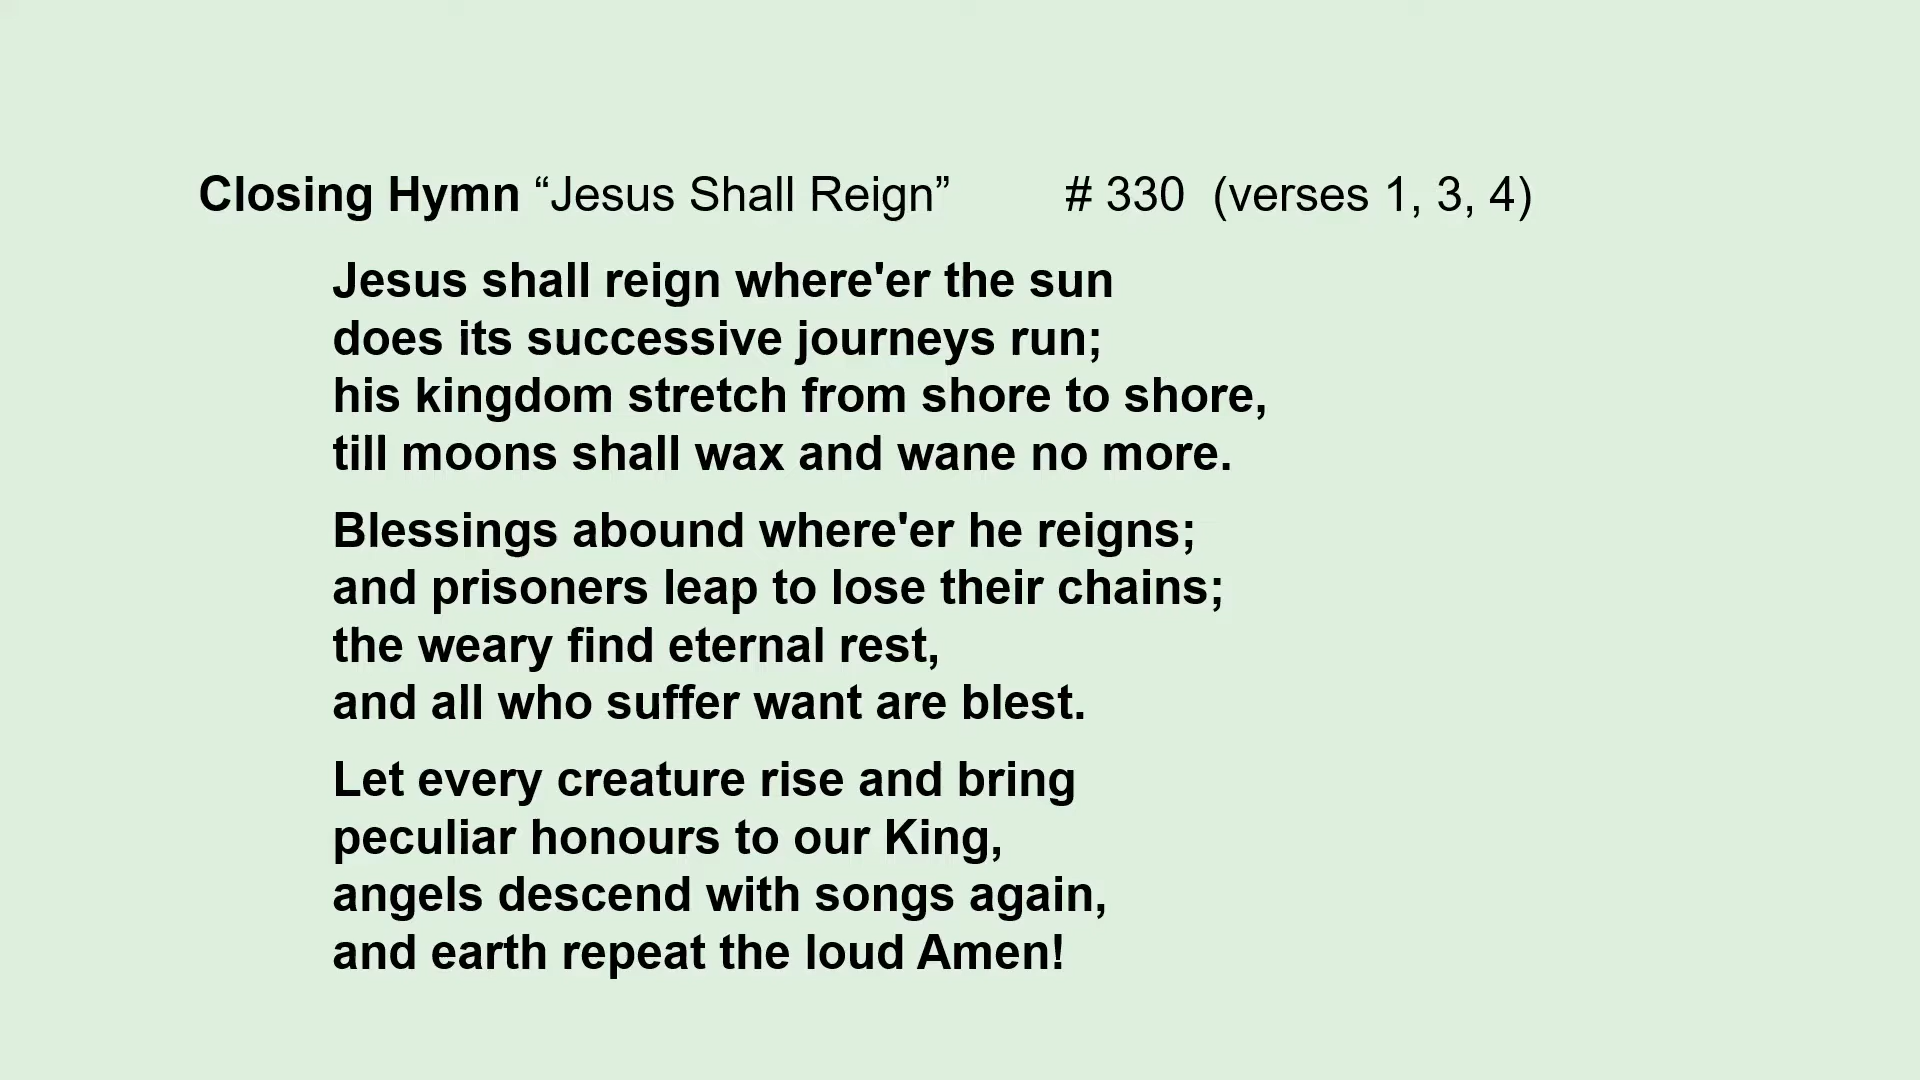 Closing Hymn “Jesus Shall Reign” # 330 (verses 1, 3, 4)
Jesus shall reign where'er the sun
does its successive journeys run;
his kingdom stretch from shore to shore,
till moons shall wax and wane no more.
Blessings abound where'er he reigns;
and prisoners leap to lose their chains;
the weary find eternal rest,
and all who suffer want are blest.
Let every creature rise and bring
peculiar honours to our King,
angels descend with songs again,
and earth repeat the loud Amen!